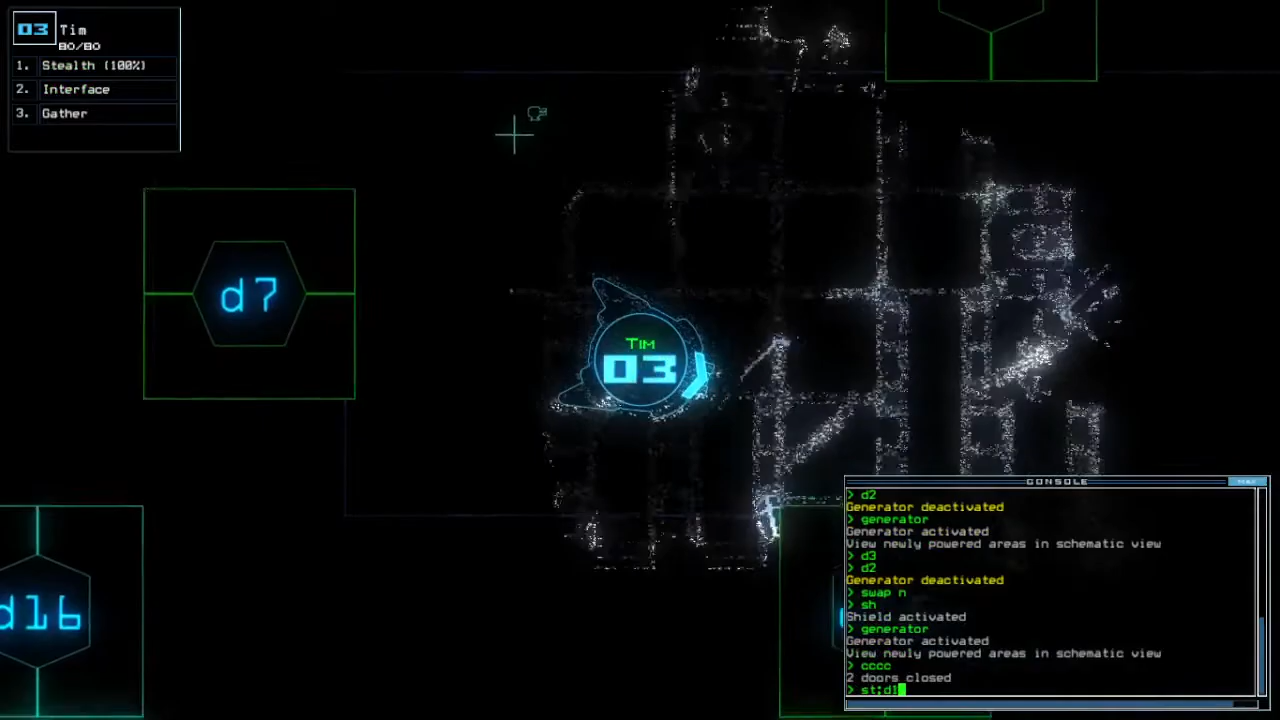 03 Tim
80/80
1. Stealth (100%)
2. Interface
3. Gather
d7
TIM
03
d16
CONSOLE
> d2
Generator deactivated
> generator
Generator activated
View newly powered areas in schematic view
> d3
> d2
Generator deactivated
> swap n
> sh
Shield activated
> generator
Generator activated
View newly powered areas in schematic view
> cccc
2 doors closed
> st;d1